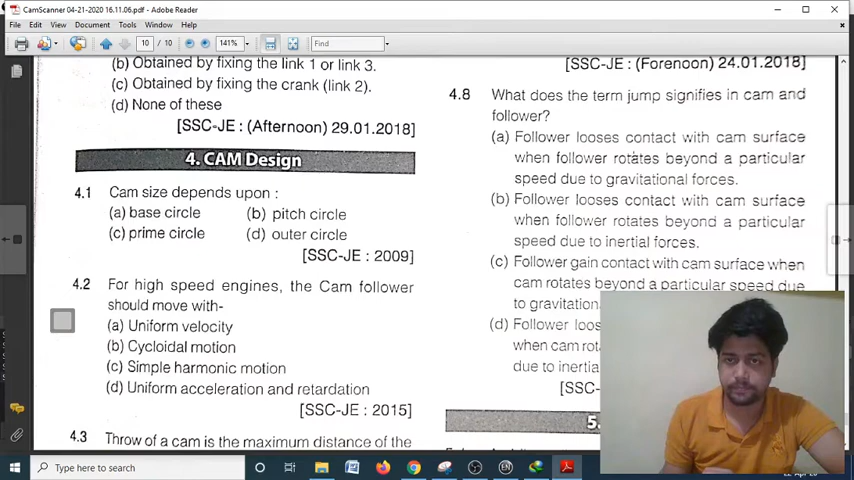 CamScanner 04-21-2020 16.11.06.pdf - Adobe Reader
File Edit View Document Tools Window Help
10 / 10 141% Find
(b) Obtained by fixing the link 1 or link 3.
(c) Obtained by fixing the crank (link 2).
(d) None of these
[SSC-JE : (Afternoon) 29.01.2018]
4. CAM Design
4.1 Cam size depends upon :
(a) base circle (b) pitch circle
(c) prime circle (d) outer circle
[SSC-JE : 2009]
4.2 For high speed engines, the Cam follower
should move with-
(a) Uniform velocity
(b) Cycloidal motion
(c) Simple harmonic motion
(d) Uniform acceleration and retardation
[SSC-JE : 2015]
4.3 Throw of a cam is the maximum distance of the
[SSC-JE : (Forenoon) 24.01.2018]
4.8 What does the term jump signifies in cam and
follower?
(a) Follower looses contact with cam surface
when follower rotates beyond a particular
speed due to gravitational forces.
(b) Follower looses contact with cam surface
when follower rotates beyond a particular
speed due to inertial forces.
(c) Follower gain contact with cam surface when
cam rotates beyond a particular speed due
to gravitation
(d) Follower loos
when cam rot
due to inertia
[SSC-
5.
Type here to search
EN